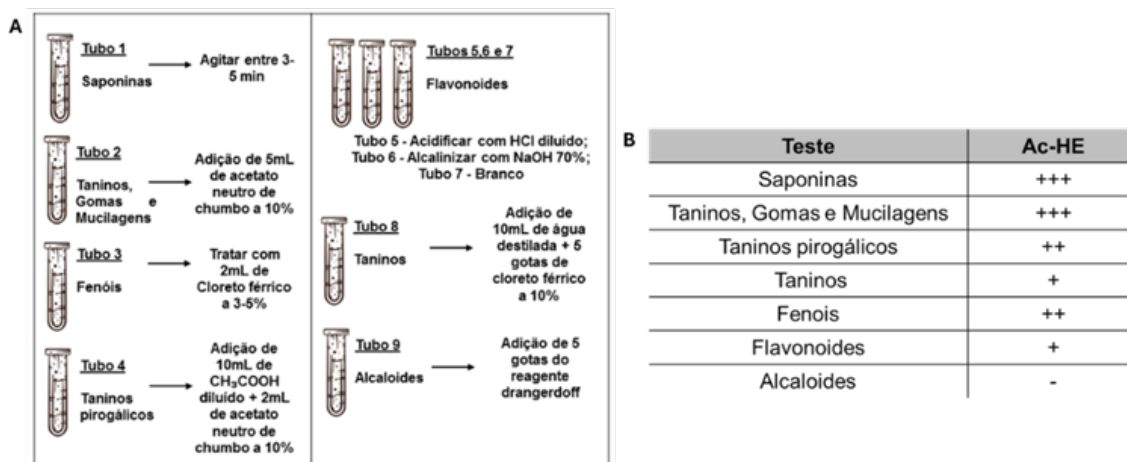 A
Tubo 1
Saponinas
Agitar entre 3-
5 min
Tubo 2
Taninos,
Gomas e
Mucilagens
Adição de 5mL
de acetato
neutro de
chumbo a 10%
Tubo 3
Fenóis
Tratar com
2mL de
Cloreto férrico
a 3-5%
Tubo 4
Taninos
pirogálicos
Adição de
10mL de
CH₃COOH
diluído + 2mL
de acetato
neutro de
chumbo a 10%
Tubos 5,6 e 7
Flavonoides
Tubo 5 - Acidificar com HCl diluído;
Tubo 6 - Alcalinizar com NaOH 70%;
Tubo 7 - Branco
Tubo 8
Taninos
Adição de
10mL de água
destilada + 5
gotas de
cloreto férrico
a 10%
Tubo 9
Alcaloides
Adição de 5
gotas do
reagente
drangerdoff
B
Teste Ac-HE
Saponinas +++
Taninos, Gomas e Mucilagens +++
Taninos pirogálicos ++
Taninos +
Fenois ++
Flavonoides +
Alcaloides -